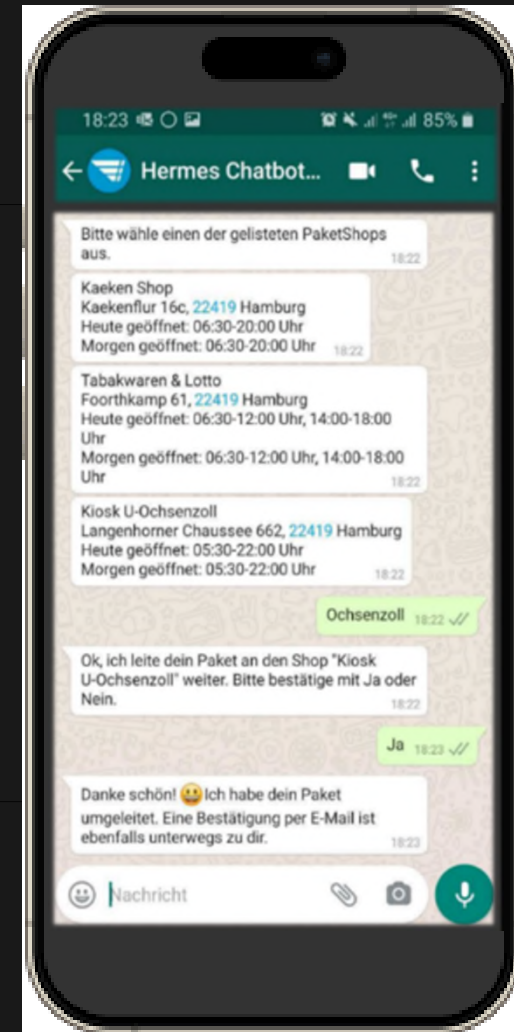 18:23
85%
Hermes Chatbot...
Bitte wähle einen der gelisteten PaketShops
aus.
18:22
Kaeken Shop
Kaekenflur 16c, 22419 Hamburg
Heute geöffnet: 06:30-20:00 Uhr
Morgen geöffnet: 06:30-20:00 Uhr
18:22
Tabakwaren & Lotto
Foorthkamp 61, 22419 Hamburg
Heute geöffnet: 06:30-12:00 Uhr, 14:00-18:00
Uhr
Morgen geöffnet: 06:30-12:00 Uhr, 14:00-18:00
Uhr
18:22
Kiosk U-Ochsenzoll
Langenhorner Chaussee 662, 22419 Hamburg
Heute geöffnet: 05:30-22:00 Uhr
Morgen geöffnet: 05:30-22:00 Uhr
18:22
Ochsenzoll 18:22
Ok, ich leite dein Paket an den Shop "Kiosk
U-Ochsenzoll" weiter. Bitte bestätige mit Ja oder
Nein.
18:22
Ja 18:23
Danke schön! 😃 Ich habe dein Paket
umgeleitet. Eine Bestätigung per E-Mail ist
ebenfalls unterwegs zu dir.
18:23
Nachricht